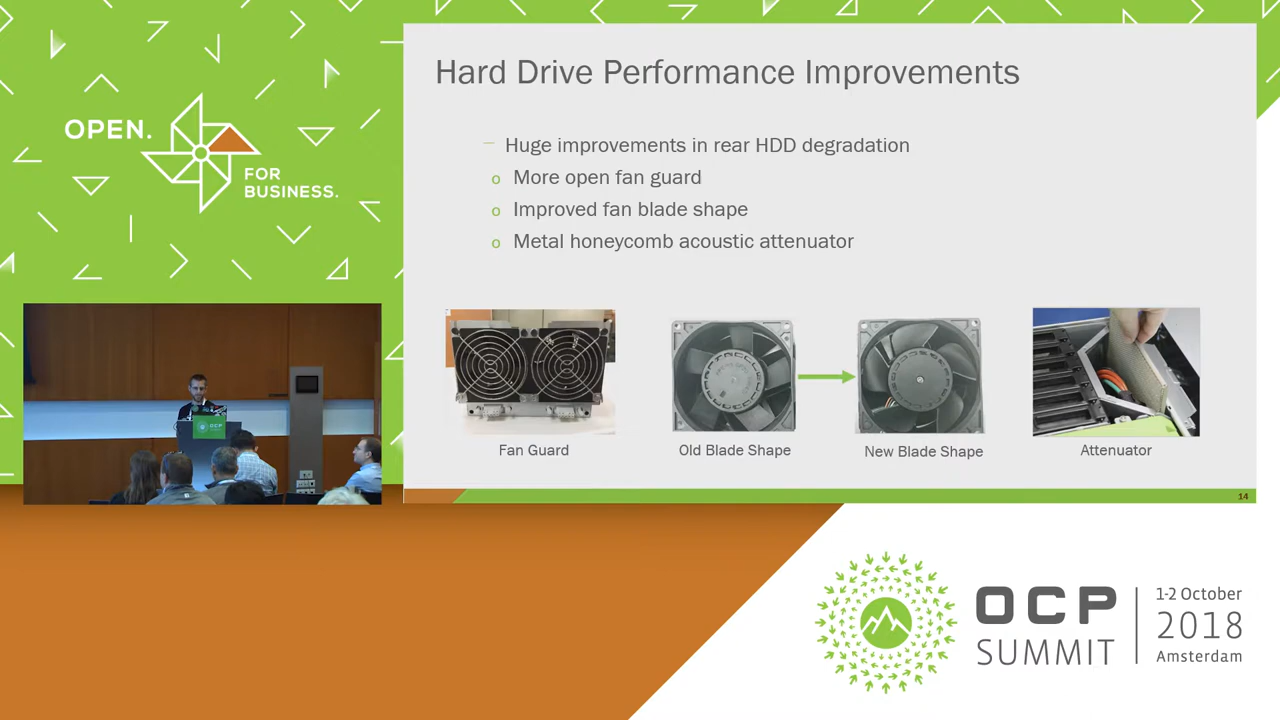 OPEN.
FOR
BUSINESS.
Hard Drive Performance Improvements
– Huge improvements in rear HDD degradation
o More open fan guard
o Improved fan blade shape
o Metal honeycomb acoustic attenuator
Fan Guard
Old Blade Shape
New Blade Shape
Attenuator
14
OCP
OCP
SUMMIT
1-2 October
2018
Amsterdam